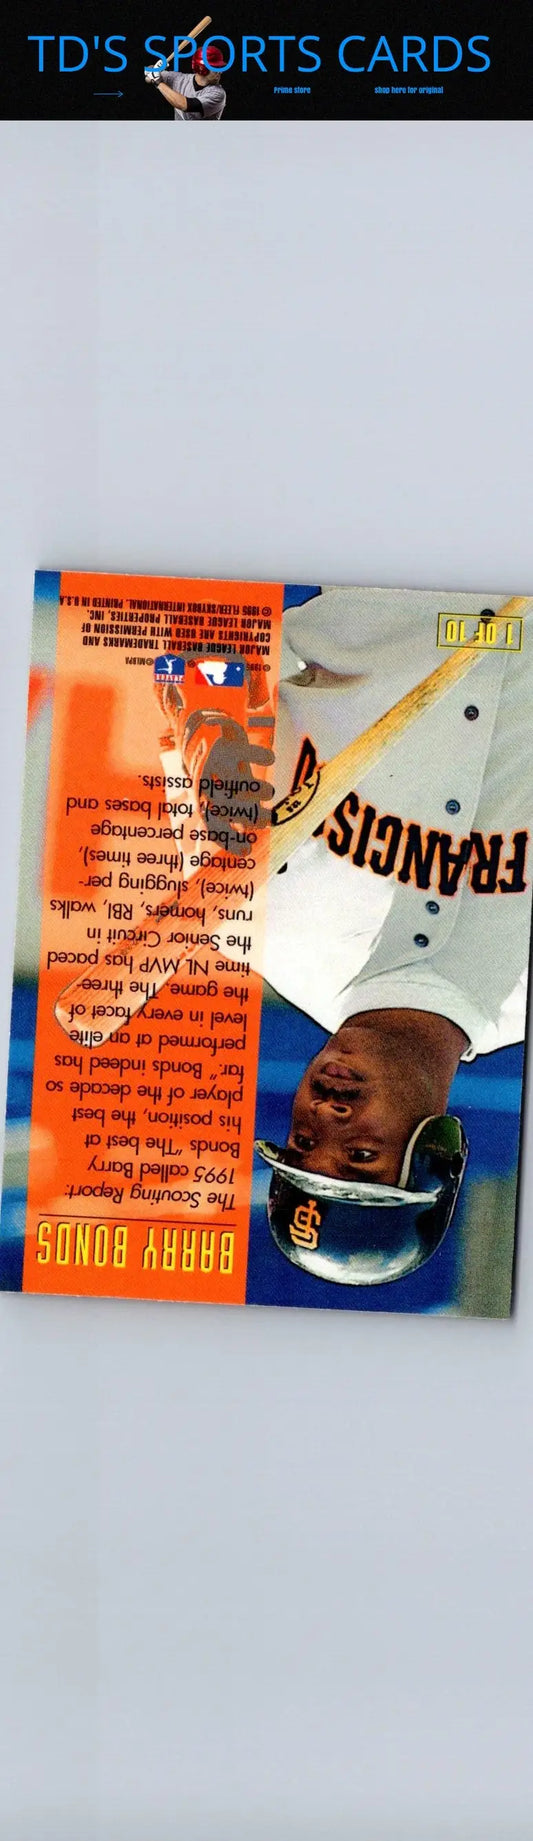 TD'S SPORTS CARDS
Prime store
shop here for original
BARRY BONDS
The Scouting Report:
1995 called Barry
Bonds "The best at
his position, the best
player of the decade so
far." Bonds indeed has
performed at an elite
level in every facet of
the game. The three-
time NL MVP has paced
the Senior Circuit in
runs, homers, RBI, walks
(twice), slugging per-
centage (three times),
on-base percentage
(twice), total bases and
outfield assists.
© 1995
© MLBPA
MAJOR LEAGUE BASEBALL TRADEMARKS AND
COPYRIGHTS ARE USED WITH PERMISSION OF
MAJOR LEAGUE BASEBALL PROPERTIES, INC.
© 1995 FLEER/SKYBOX INTERNATIONAL. PRINTED IN U.S.A
FRANCIS
SF
1 OF 10